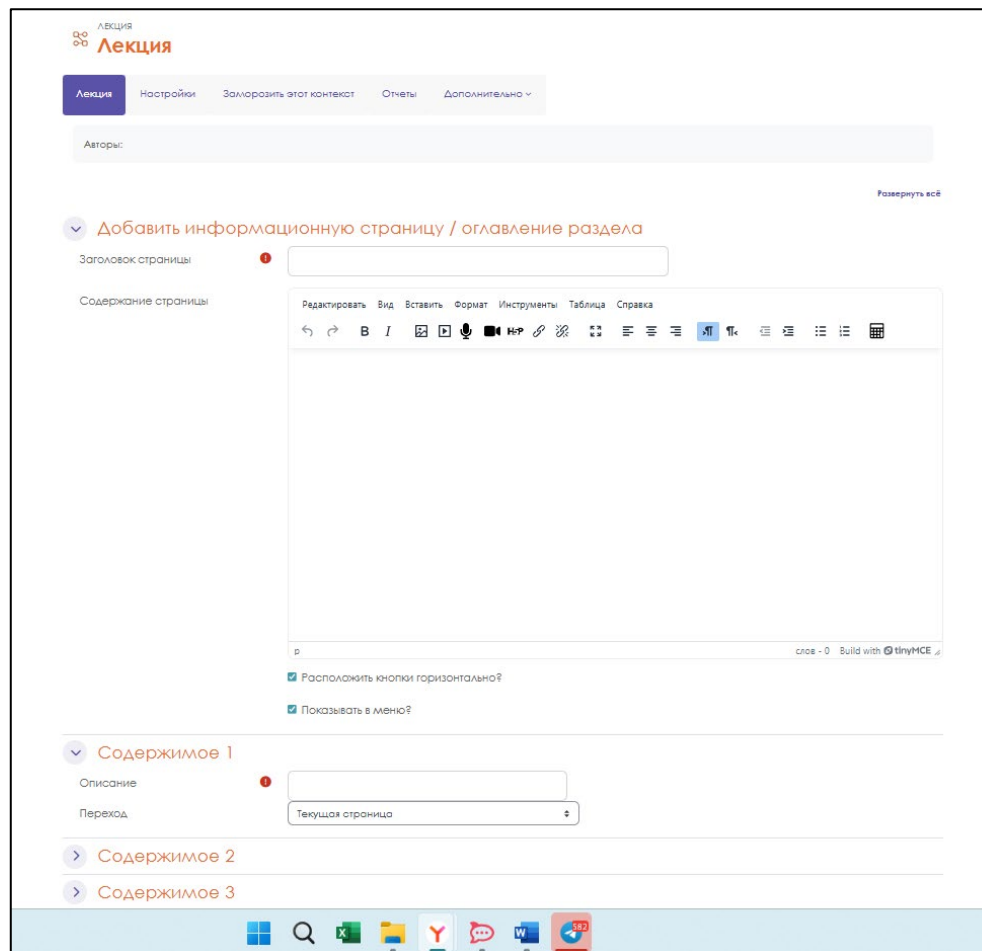 ЛЕКЦИЯ
Лекция
Лекция Настройки Заморозить этот контекст Отчеты Дополнительно
Авторы:
Развернуть всё
Добавить информационную страницу / оглавление раздела
Заголовок страницы
Содержание страницы
Редактировать Вид Вставить Формат Инструменты Таблица Справка
B I H5P
p слов - 0 Build with tinyMCE
Расположить кнопки горизонтально?
Показывать в меню?
Содержимое 1
Описание
Переход Текущая страница
Содержимое 2
Содержимое 3
X Y W 582